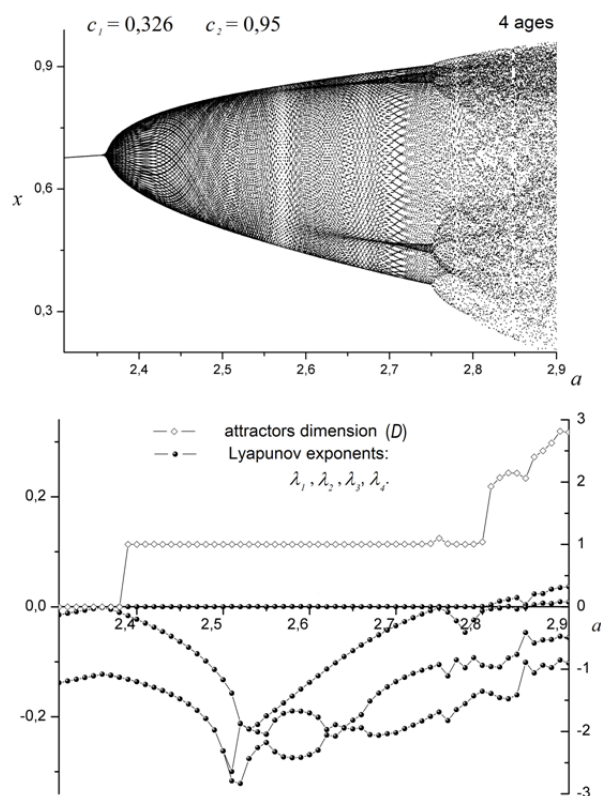 c₁ = 0,326 c₂ = 0,95 4 ages
0,9
0,6
x
0,3
2,4 2,5 2,6 2,7 2,8 2,9
a
3
attractors dimension (D)
0,2
Lyapunov exponents:
2
λ₁ , λ₂ , λ₃, λ₄.
1
0,0 0
2,4 2,5 2,6 2,7 2,8 2,9
a
-1
-0,2
-2
-3